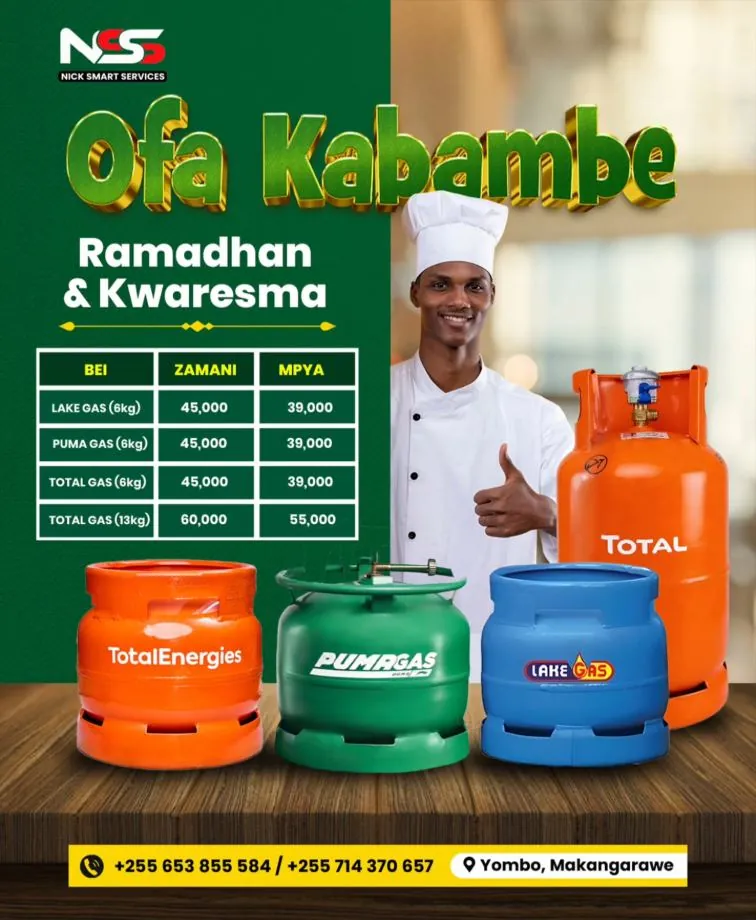 NSS
NICK SMART SERVICES
Ofa Kabambe
Ramadhan
& Kwaresma
BEI ZAMANI MPYA
LAKE GAS (6kg) 45,000 39,000
PUMA GAS (6kg) 45,000 39,000
TOTAL GAS (6kg) 45,000 39,000
TOTAL GAS (13kg) 60,000 55,000
TOTAL
TotalEnergies
PUMAGAS
LAKE GAS
+255 653 855 584 / +255 714 370 657
Yombo, Makangarawe